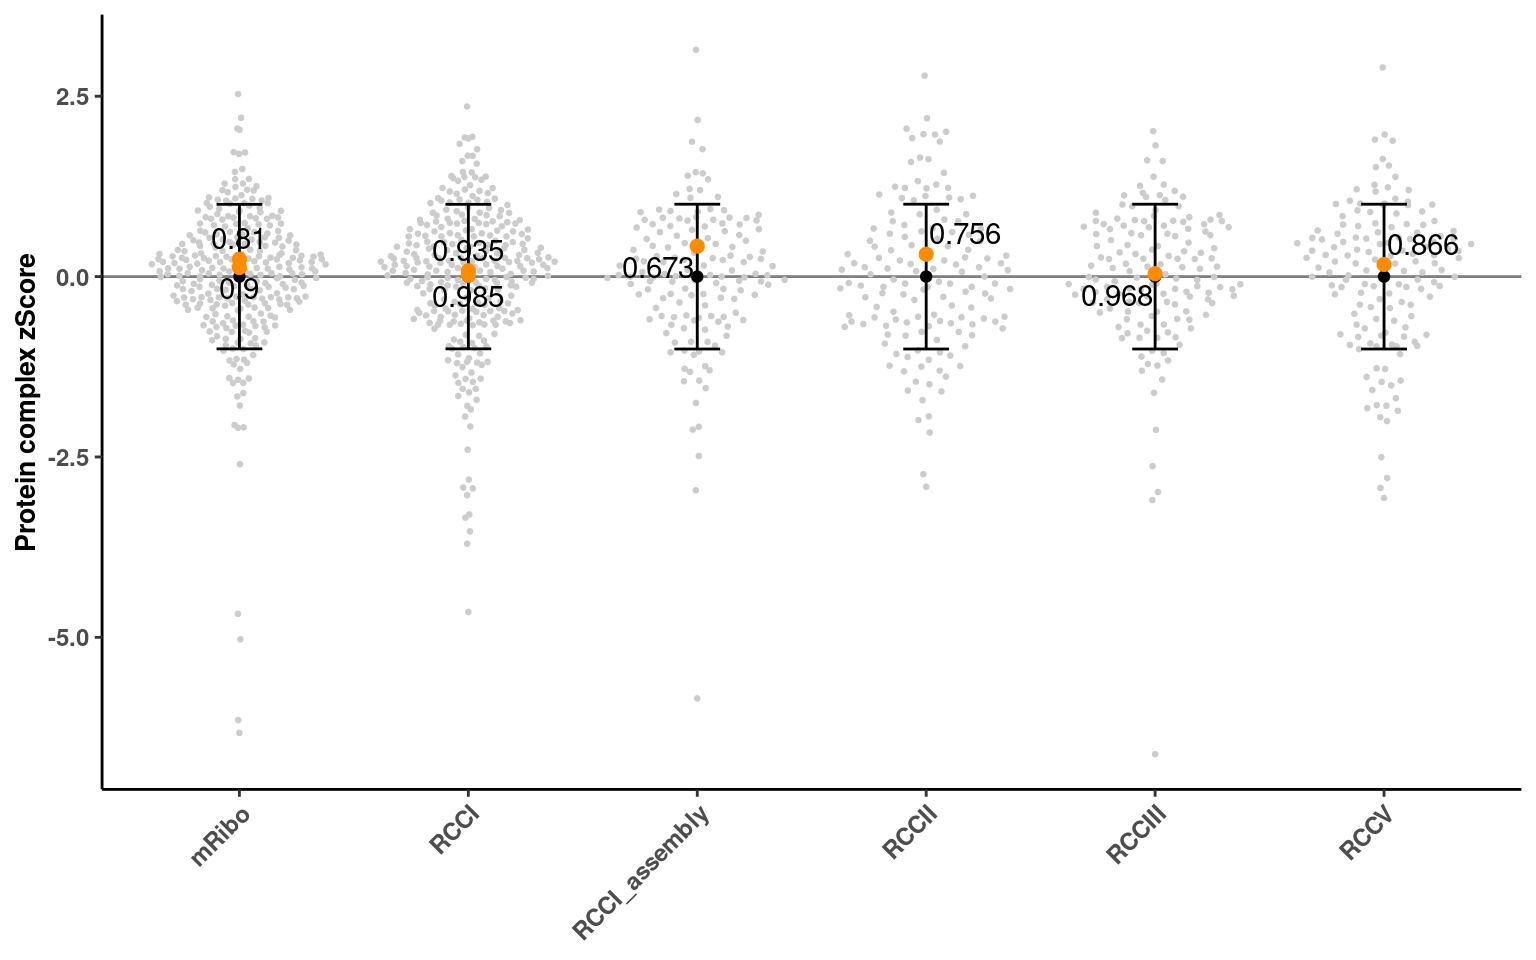 Protein complex zScore
2.5
0.0
-2.5
-5.0
0.81
0.9
0.935
0.985
0.673
0.756
0.968
0.866
mRibo
RCCI
RCCI_assembly
RCCII
RCCIII
RCCV